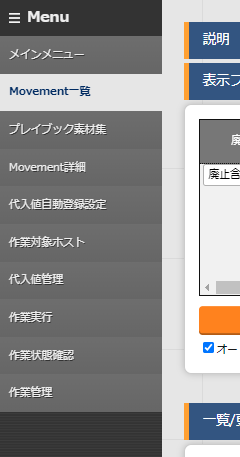 ≡ Menu
メインメニュー
Movement一覧
プレイブック素材集
Movement詳細
代入値自動登録設定
作業対象ホスト
代入値管理
作業実行
作業状態確認
作業管理
説明
表示フ
廃止含
オー
一覧/